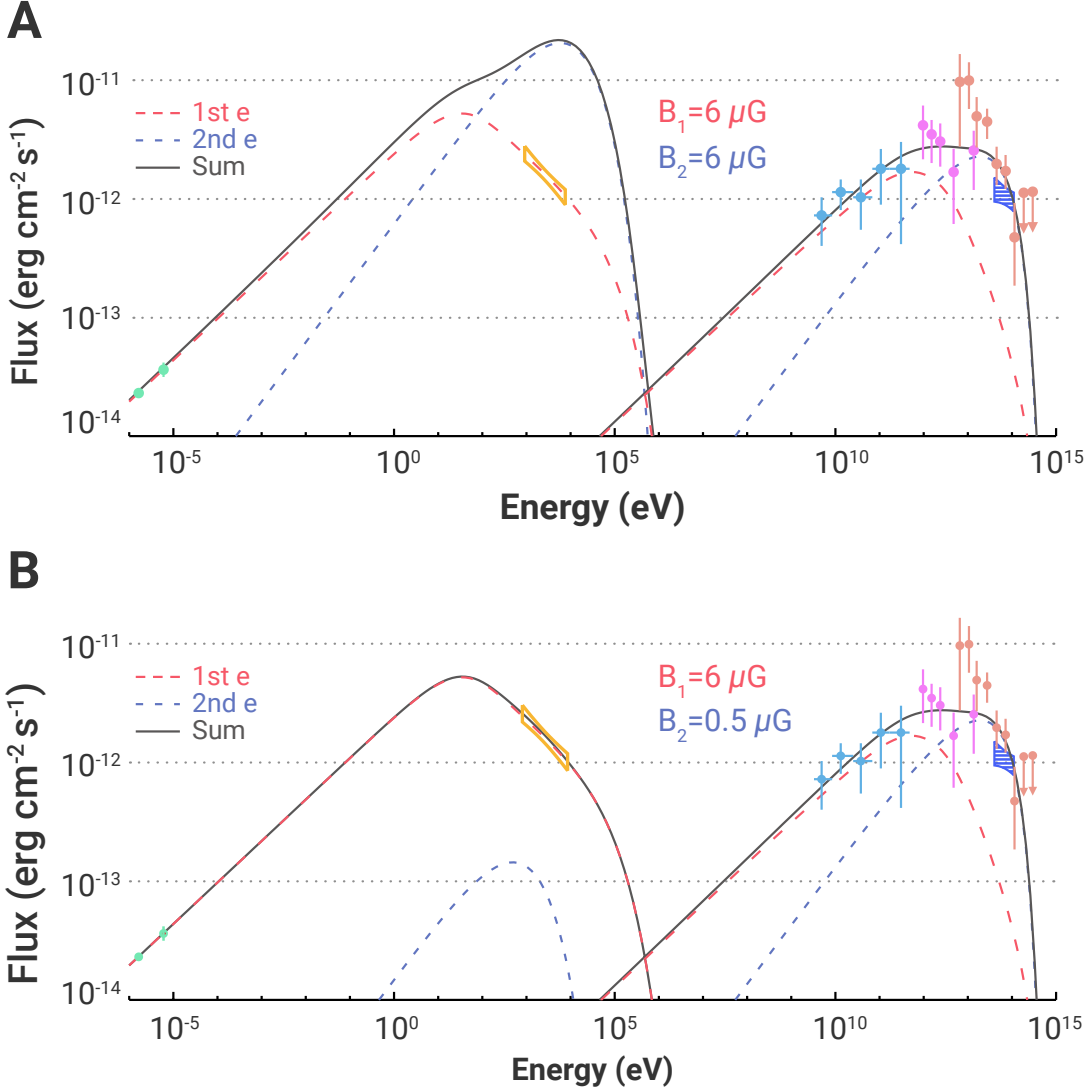 A
10⁻¹¹
10⁻¹²
10⁻¹³
10⁻¹⁴
Flux (erg cm⁻² s⁻¹)
1st e
2nd e
Sum
B₁=6 µG
B₂=6 µG
10⁻⁵
10⁰
10⁵
10¹⁰
10¹⁵
Energy (eV)
B
10⁻¹¹
10⁻¹²
10⁻¹³
10⁻¹⁴
Flux (erg cm⁻² s⁻¹)
1st e
2nd e
Sum
B₁=6 µG
B₂=0.5 µG
10⁻⁵
10⁰
10⁵
10¹⁰
10¹⁵
Energy (eV)